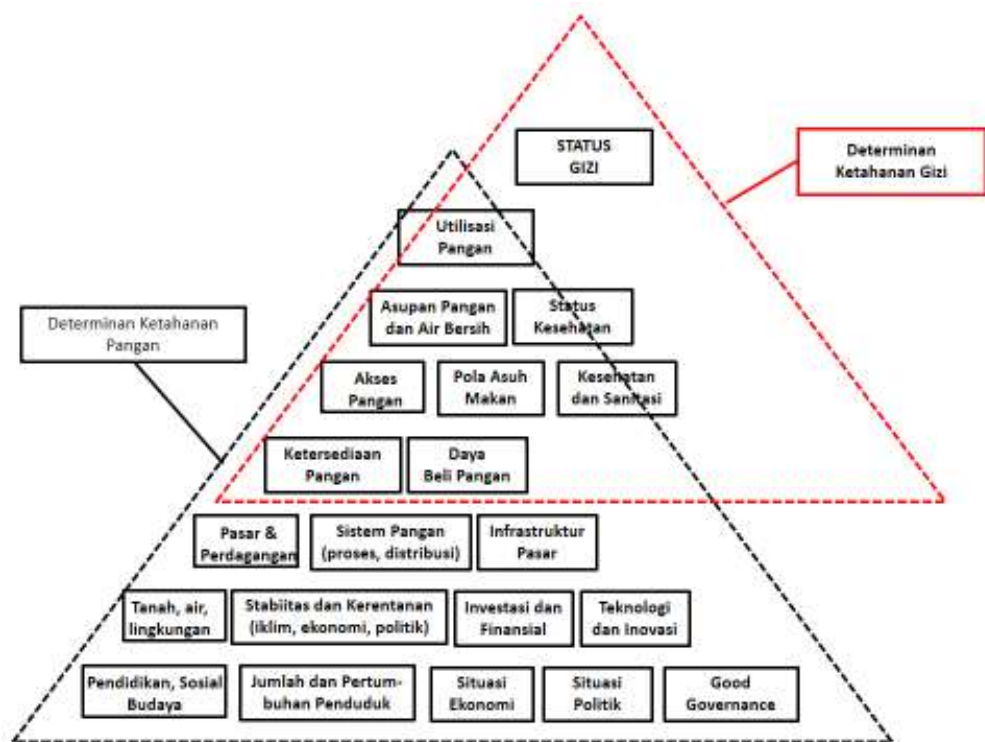 STATUS
GIZI
Determinan
Ketahanan Gizi
Utilisasi
Pangan
Asupan Pangan
dan Air Bersih
Status
Kesehatan
Determinan Ketahanan
Pangan
Akses
Pangan
Pola Asuh
Makan
Kesehatan
dan Sanitasi
Ketersediaan
Pangan
Daya
Beli Pangan
Pasar &
Perdagangan
Sistem Pangan
(proses, distribusi)
Infrastruktur
Pasar
Tanah, air,
lingkungan
Stabiitas dan Kerentanan
(iklim, ekonomi, politik)
Investasi dan
Finansial
Teknologi
dan Inovasi
Pendidikan, Sosial
Budaya
Jumlah dan Pertum-
buhan Penduduk
Situasi
Ekonomi
Situasi
Politik
Good
Governance